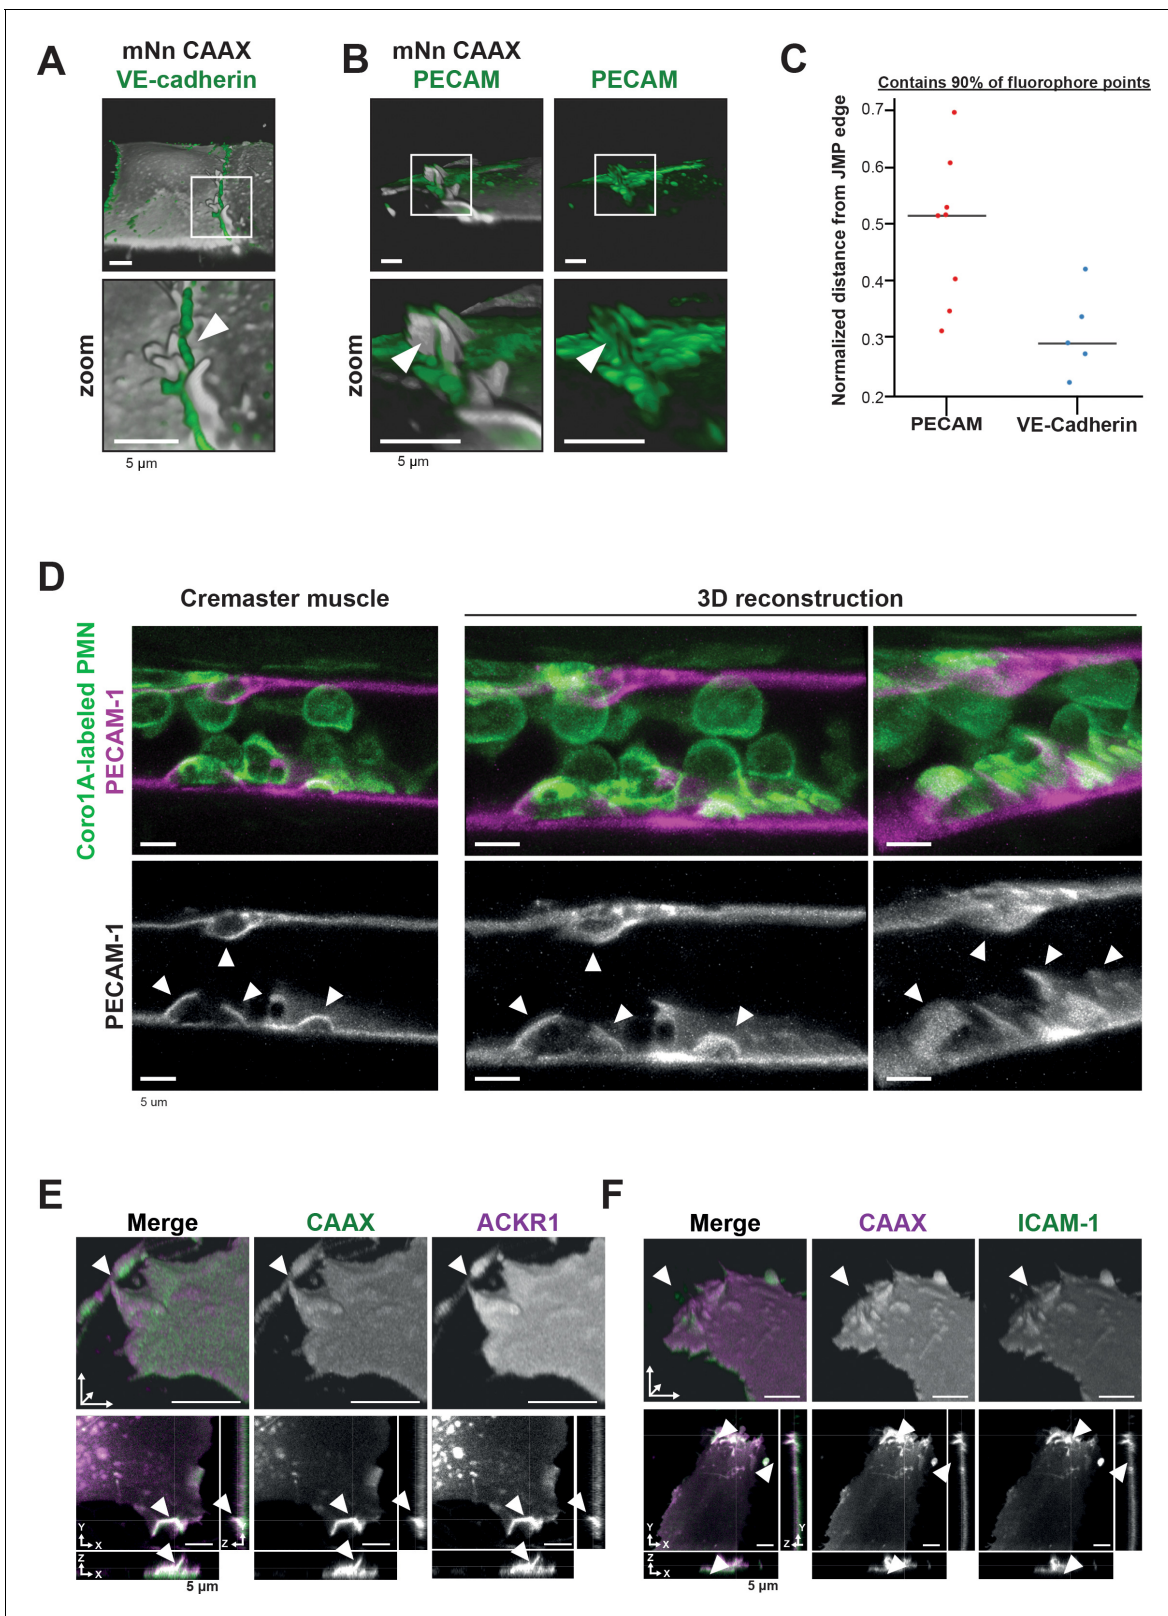 A
mNn CAAX
VE-cadherin
zoom
5 µm
B
mNn CAAX
PECAM
PECAM
zoom
5 µm
C
Contains 90% of fluorophore points
Normalized distance from JMP edge
0.7
0.6
0.5
0.4
0.3
0.2
PECAM
VE-Cadherin
D
Cremaster muscle
3D reconstruction
Coro1A-labeled PMN
PECAM-1
PECAM-1
5 um
E
Merge
CAAX
ACKR1
Y
X
Z
Y
Z
X
5 µm
F
Merge
CAAX
ICAM-1
Y
X
Z
Y
Z
X
5 µm